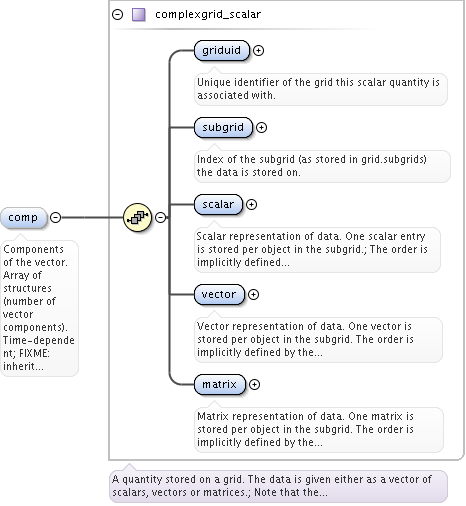 complexgrid_scalar
griduid
Unique identifier of the grid this scalar quantity is
associated with.
subgrid
Index of the subgrid (as stored in grid.subgrids)
the data is stored on.
scalar
Scalar representation of data. One scalar entry
is stored per object in the subgrid.; The order is
implicitly defined...
comp
Components
of the vector.
Array of
structures
(number of
vector
components).
Time-depende
nt; FIXME:
inherit...
vector
Vector representation of data. One vector is
stored per object in the subgrid. The order is
implicitly defined by the...
matrix
Matrix representation of data. One matrix is
stored per object in the subgrid. The order is
implicitly defined by the...
A quantity stored on a grid. The data is given either as a vector of
scalars, vectors or matrices.; Note that the...